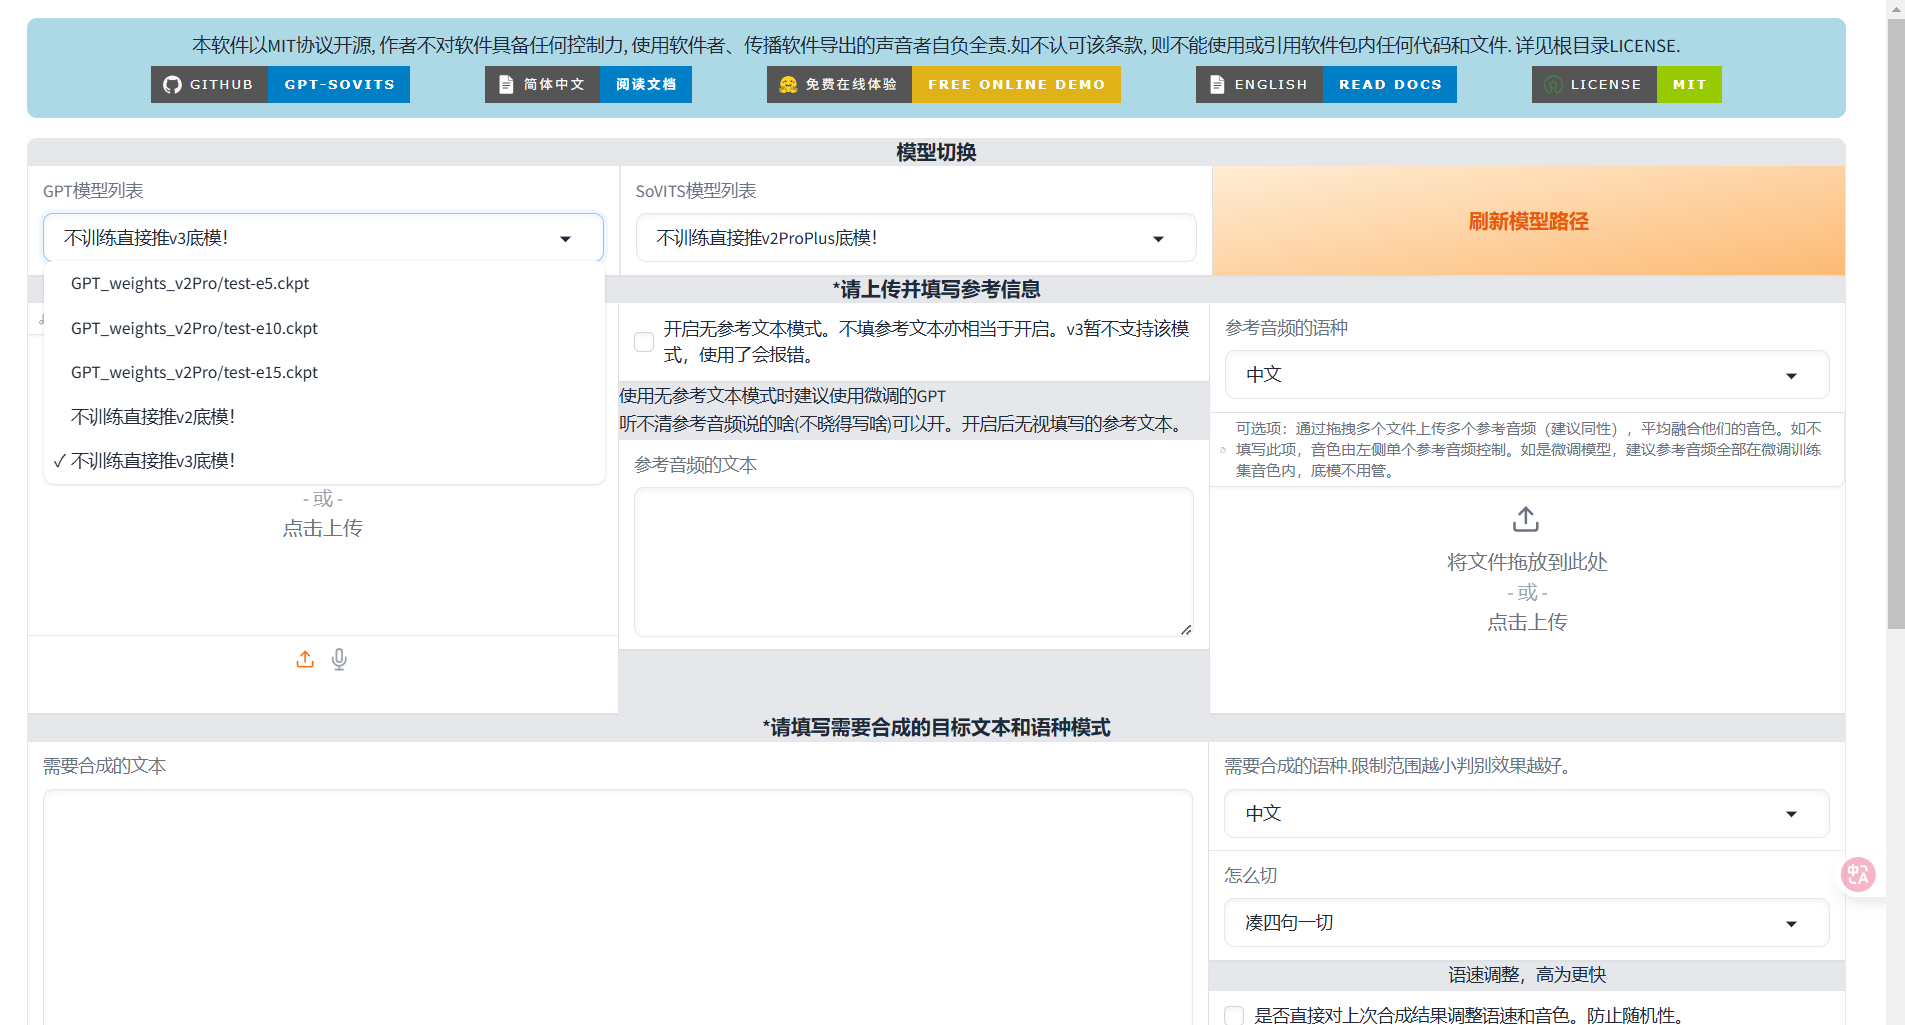 本软件以MIT协议开源, 作者不对软件具备任何控制力, 使用软件者、传播软件导出的声音者自负全责.如不认可该条款, 则不能使用或引用软件包内任何代码和文件. 详见根目录LICENSE.
GITHUB GPT-SOVITS
简体中文 阅读文档
免费在线体验 FREE ONLINE DEMO
ENGLISH READ DOCS
LICENSE MIT
模型切换
GPT模型列表
不训练直接推v3底模！
GPT_weights_v2Pro/test-e5.ckpt
GPT_weights_v2Pro/test-e10.ckpt
GPT_weights_v2Pro/test-e15.ckpt
不训练直接推v2底模！
✓ 不训练直接推v3底模！
SoVITS模型列表
不训练直接推v2ProPlus底模！
刷新模型路径
*请上传并填写参考信息
- 或 -
点击上传
开启无参考文本模式。不填参考文本亦相当于开启。v3暂不支持该模
式，使用了会报错。
使用无参考文本模式时建议使用微调的GPT
听不清参考音频说的啥(不晓得写啥)可以开。开启后无视填写的参考文本。
参考音频的文本
参考音频的语种
中文
可选项：通过拖拽多个文件上传多个参考音频（建议同性），平均融合他们的音色。如不
填写此项，音色由左侧单个参考音频控制。如是微调模型，建议参考音频全部在微调训练
集音色内，底模不用管。
将文件拖放到此处
- 或 -
点击上传
*请填写需要合成的目标文本和语种模式
需要合成的文本
需要合成的语种.限制范围越小判别效果越好。
中文
怎么切
凑四句一切
语速调整，高为更快
是否直接对上次合成结果调整语速和音色。防止随机性。